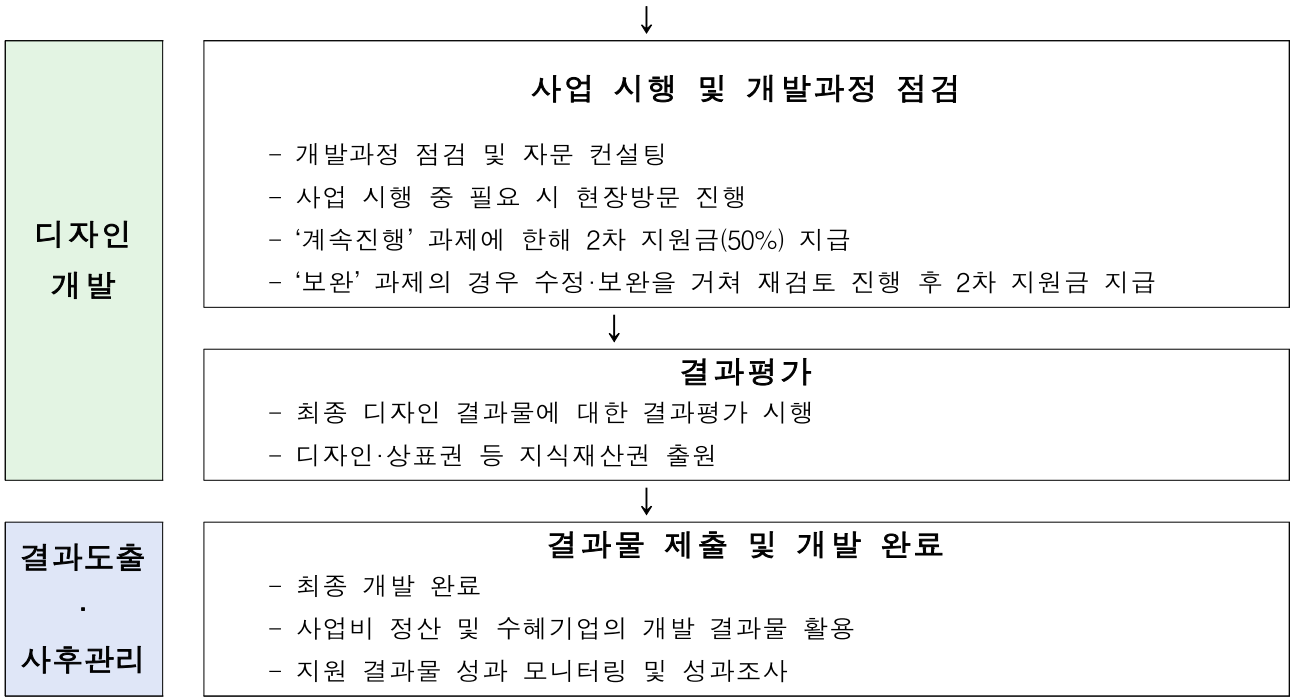 ↓
디자인
개발
사업 시행 및 개발과정 점검
– 개발과정 점검 및 자문 컨설팅
– 사업 시행 중 필요 시 현장방문 진행
– ‘계속진행’ 과제에 한해 2차 지원금(50%) 지급
– ‘보완’ 과제의 경우 수정·보완을 거쳐 재검토 진행 후 2차 지원금 지급
↓
결과평가
– 최종 디자인 결과물에 대한 결과평가 시행
– 디자인·상표권 등 지식재산권 출원
↓
결과도출
·
사후관리
결과물 제출 및 개발 완료
– 최종 개발 완료
– 사업비 정산 및 수혜기업의 개발 결과물 활용
– 지원 결과물 성과 모니터링 및 성과조사